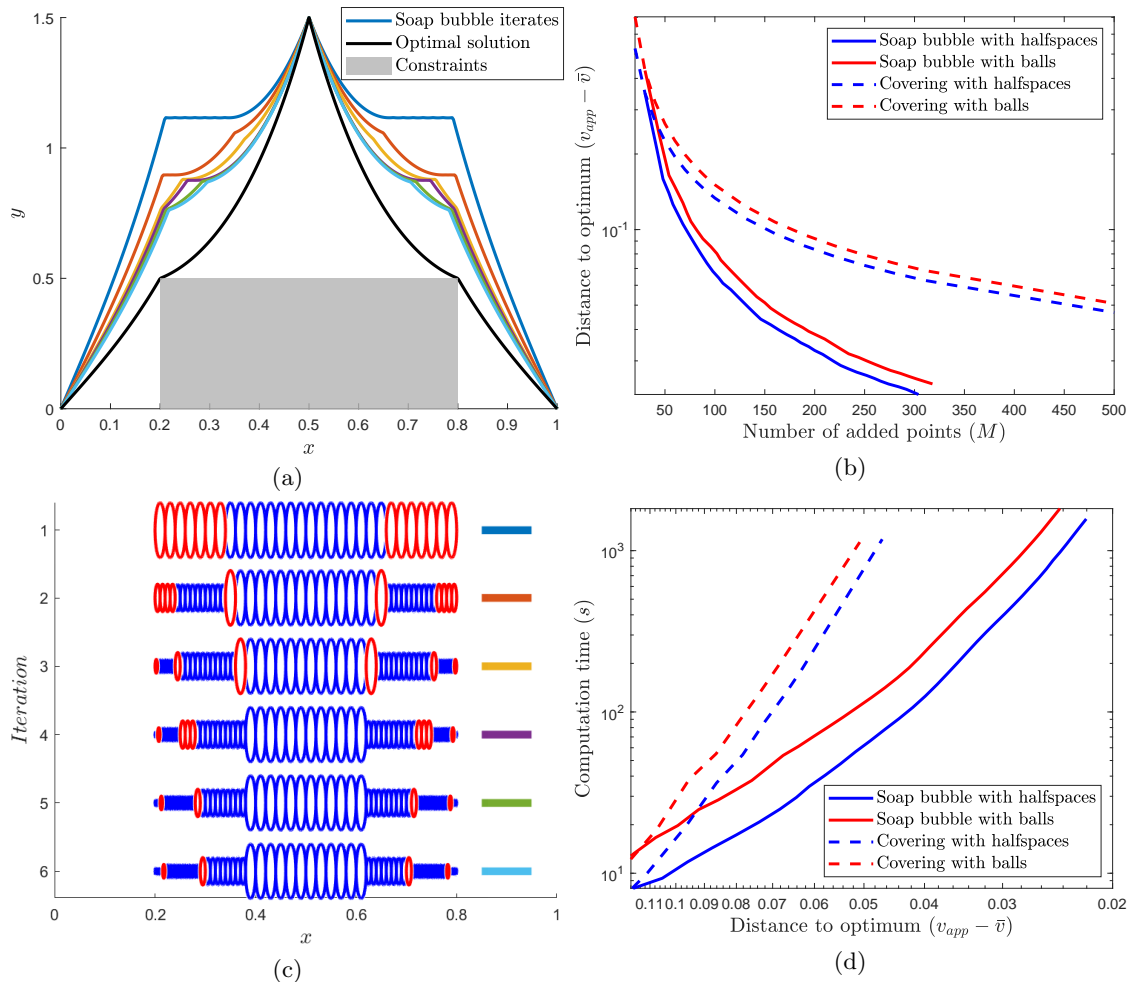 1.5
1
0.5
0
y
Soap bubble iterates
Optimal solution
Constraints
0 0.1 0.2 0.3 0.4 0.5 0.6 0.7 0.8 0.9 1
x
(a)
Distance to optimum (v_app − v̄)
10⁻¹
Soap bubble with halfspaces
Soap bubble with balls
Covering with halfspaces
Covering with balls
50 100 150 200 250 300 350 400 450 500
Number of added points (M)
(b)
Iteration
1
2
3
4
5
6
0 0.2 0.4 0.6 0.8 1
x
(c)
Computation time (s)
10³
10²
10¹
Soap bubble with halfspaces
Soap bubble with balls
Covering with halfspaces
Covering with balls
0.11 0.1 0.09 0.08 0.07 0.06 0.05 0.04 0.03 0.02
Distance to optimum (v_app − v̄)
(d)